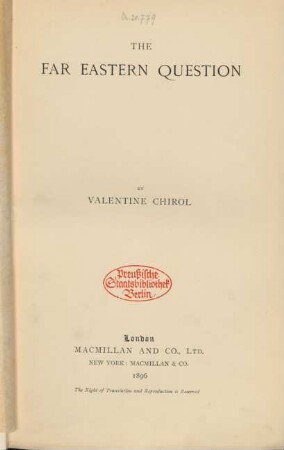 THE
FAR EASTERN QUESTION
BY
VALENTINE CHIROL
Preußische
Staatsbibliothek
Berlin
London
MACMILLAN AND CO., LTD.
NEW YORK: MACMILLAN & CO.
1896
The Right of Translation and Reproduction is Reserved